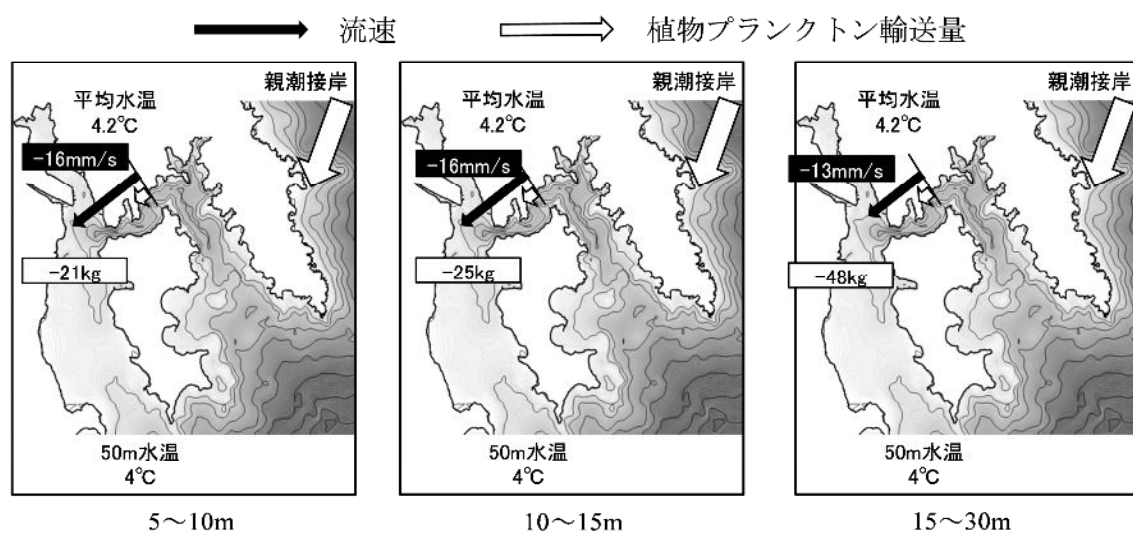 流速
植物プランクトン輸送量
親潮接岸
平均水温
4.2℃
-16mm/s
-21kg
50m水温
4℃
5～10m
親潮接岸
平均水温
4.2℃
-16mm/s
-25kg
50m水温
4℃
10～15m
親潮接岸
平均水温
4.2℃
-13mm/s
-48kg
50m水温
4℃
15～30m